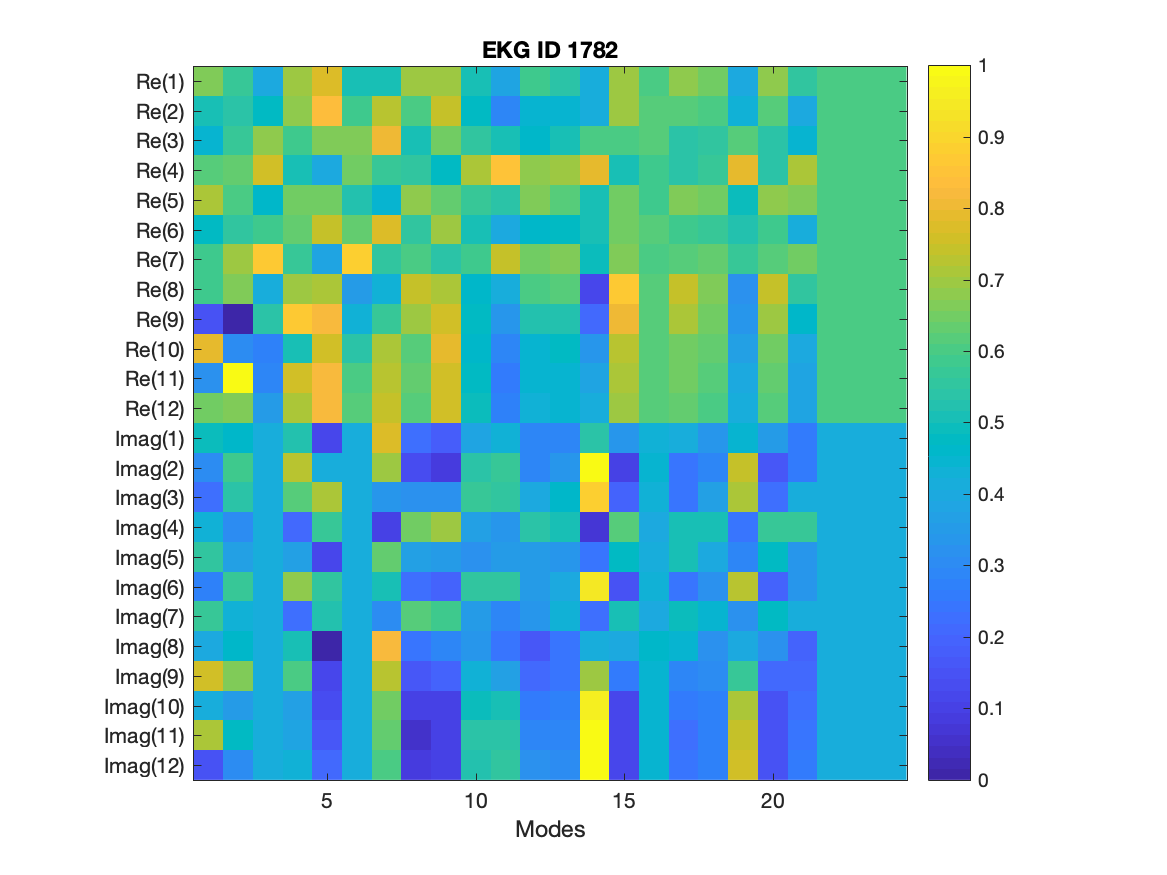 EKG ID 1782
Re(1)
Re(2)
Re(3)
Re(4)
Re(5)
Re(6)
Re(7)
Re(8)
Re(9)
Re(10)
Re(11)
Re(12)
Imag(1)
Imag(2)
Imag(3)
Imag(4)
Imag(5)
Imag(6)
Imag(7)
Imag(8)
Imag(9)
Imag(10)
Imag(11)
Imag(12)
5 10 15 20
Modes
1
0.9
0.8
0.7
0.6
0.5
0.4
0.3
0.2
0.1
0